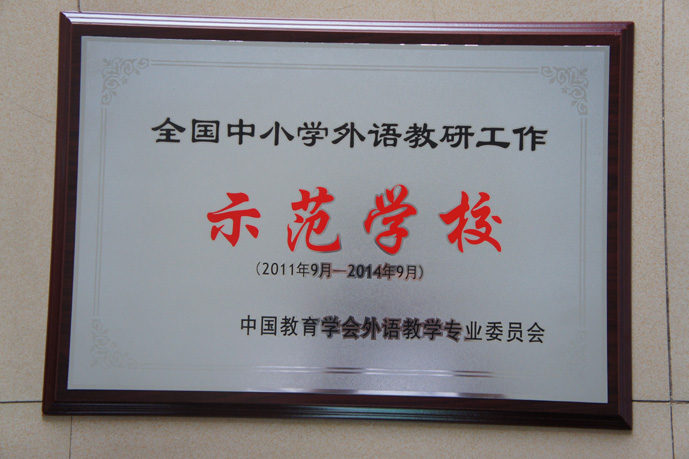 全国中小学外语教研工作
示范学校
（2011年9月—2014年9月）
中国教育学会外语教学专业委员会